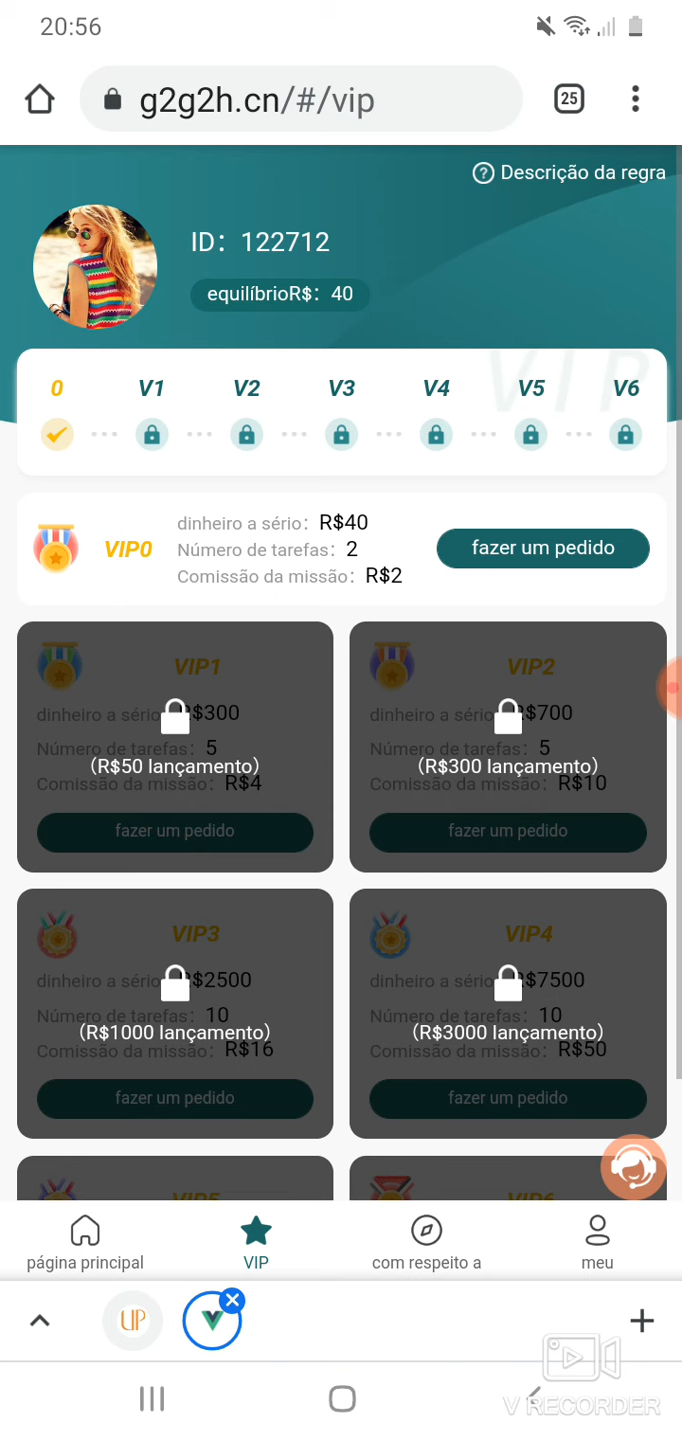 20:56
g2g2h.cn/#/vip
25
Descrição da regra
ID：122712
equilíbrioR$：40
VIP
0 V1 V2 V3 V4 V5 V6
VIP0
dinheiro a sério：R$40
Número de tarefas：2
Comissão da missão：R$2
fazer um pedido
VIP1
dinheiro a sério R$300
Número de tarefas：5
（R$50 lançamento）
Comissão da missão：R$4
fazer um pedido
VIP2
dinheiro a sério R$700
Número de tarefas：5
（R$300 lançamento）
Comissão da missão：R$10
fazer um pedido
VIP3
dinheiro a sério R$2500
Número de tarefas：10
（R$1000 lançamento）
Comissão da missão：R$16
fazer um pedido
VIP4
dinheiro a sério R$7500
Número de tarefas：10
（R$3000 lançamento）
Comissão da missão：R$50
fazer um pedido
VIP5
VIP6
página principal
VIP
com respeito a
meu
UP
V RECORDER